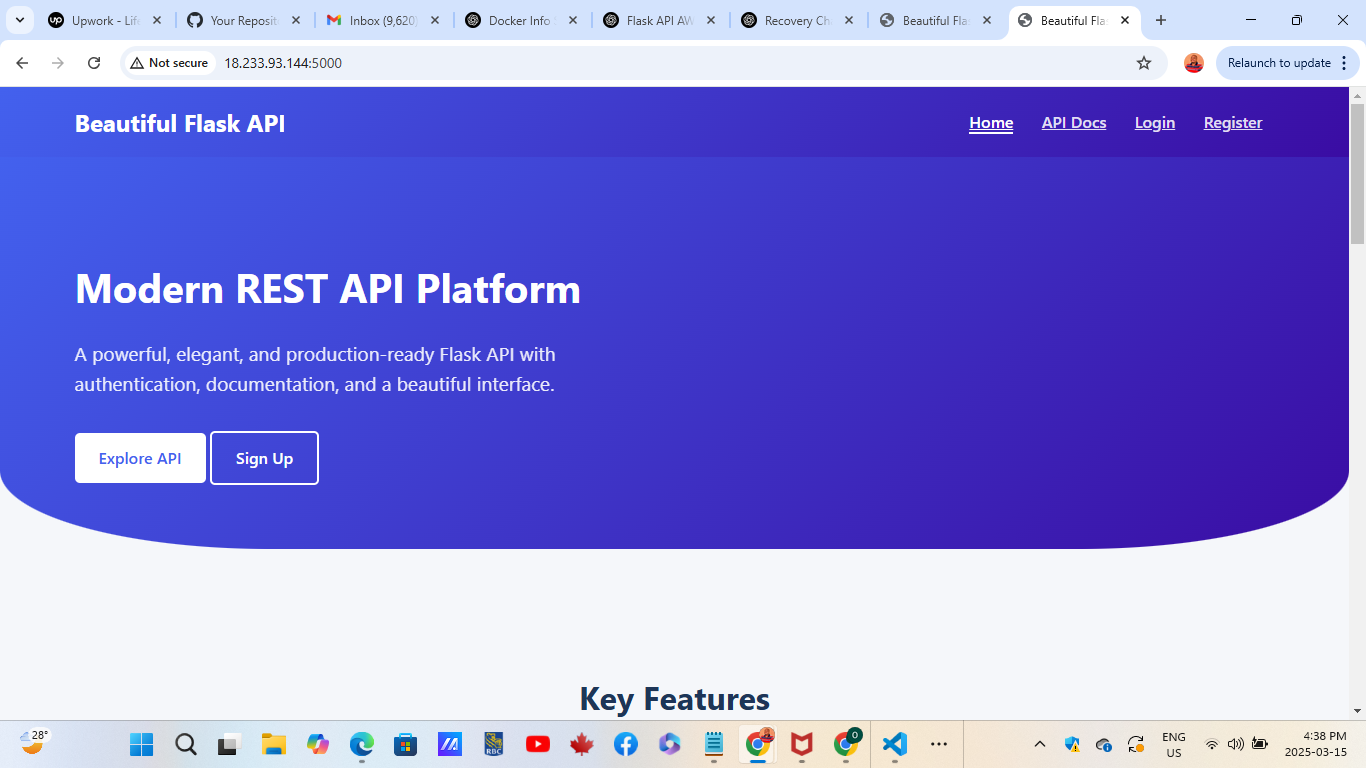 Upwork - Life
Your Reposit
Inbox (9,620)
Docker Info S
Flask API AW
Recovery Ch
Beautiful Fla
Beautiful Fla
Not secure
18.233.93.144:5000
Relaunch to update
Beautiful Flask API
Home
API Docs
Login
Register
Modern REST API Platform
A powerful, elegant, and production-ready Flask API with
authentication, documentation, and a beautiful interface.
Explore API
Sign Up
Key Features
28°
RBC
0
ENG
US
4:38 PM
2025-03-15